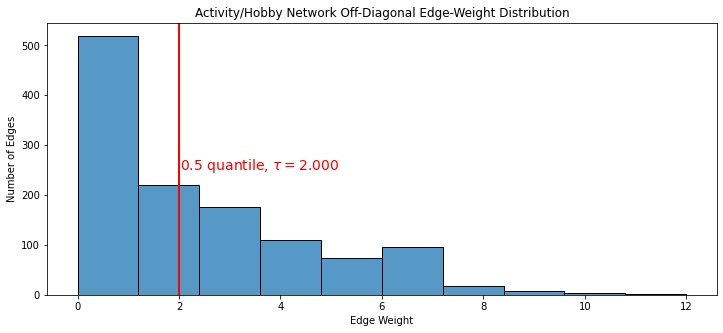 Activity/Hobby Network Off-Diagonal Edge-Weight Distribution
Number of Edges
500
400
300
200
100
0
0.5 quantile, τ = 2.000
0 2 4 6 8 10 12
Edge Weight